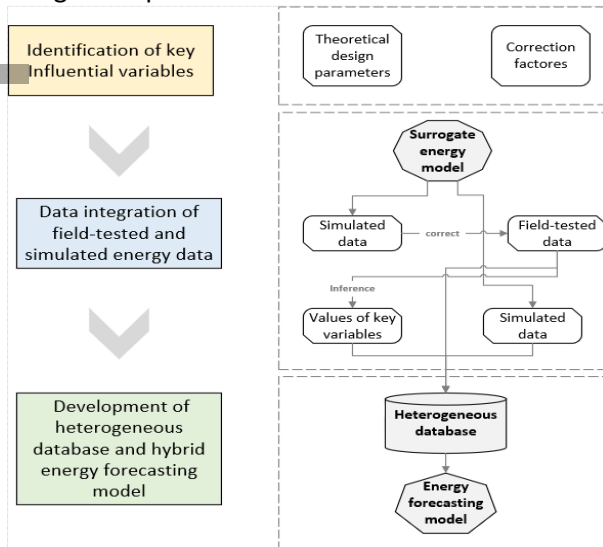 Identification of key
Influential variables
Theoretical
design
parameters
Correction
factores
Surrogate
energy
model
Data integration of
field-tested and
simulated energy data
Simulated
data
correct
Field-tested
data
Inference
Values of key
variables
Simulated
data
Development of
heterogeneous
database and hybrid
energy forecasting
model
Heterogeneous
database
Energy
forecasting
model